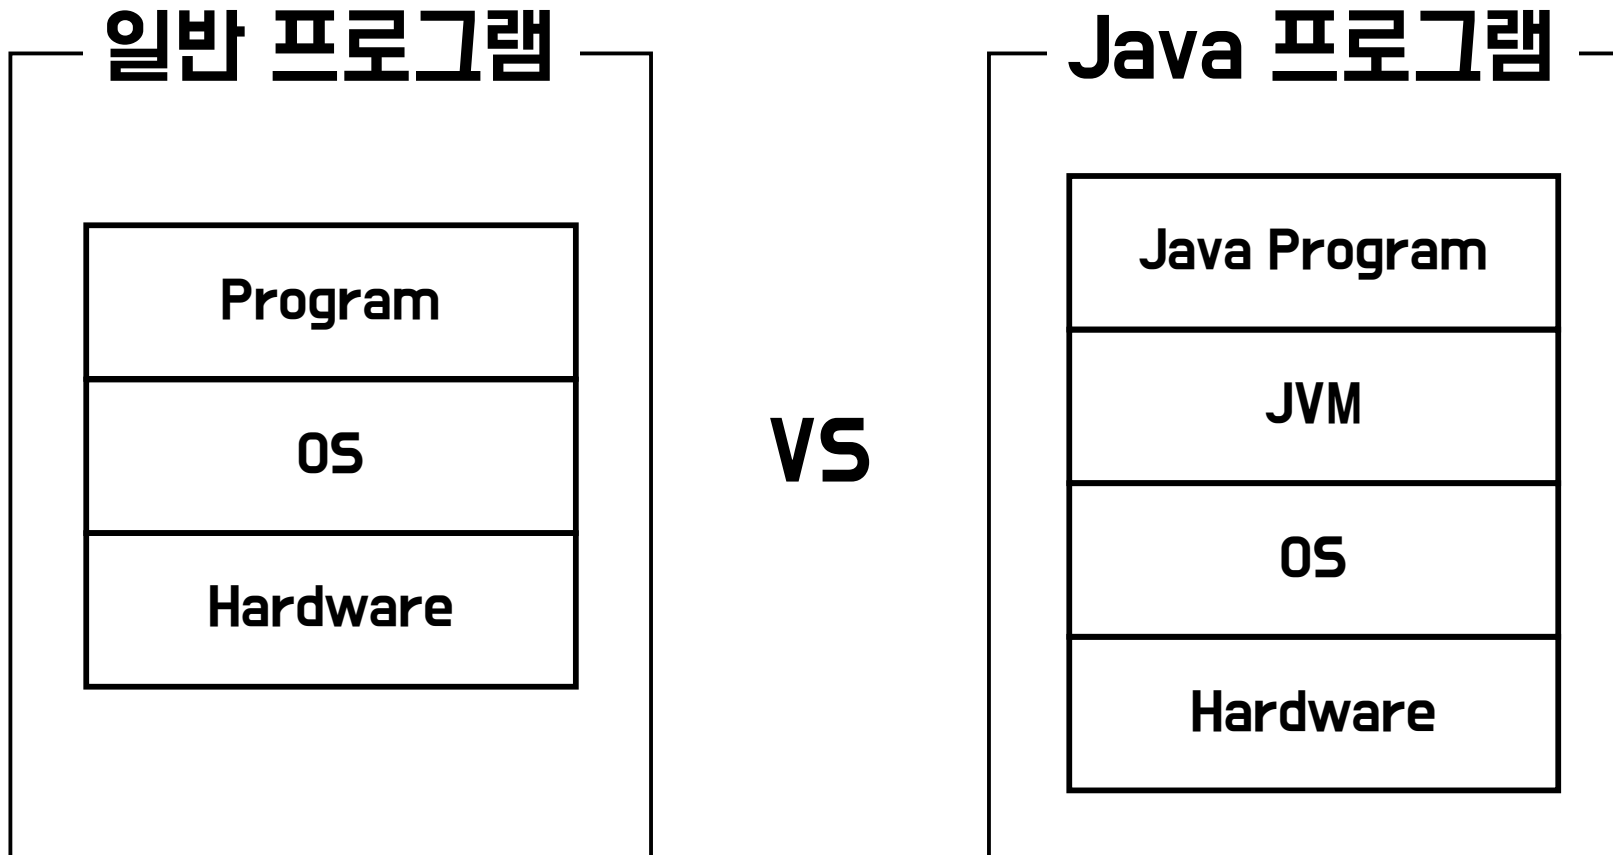 일반 프로그램
Program
OS
Hardware
VS
Java 프로그램
Java Program
JVM
OS
Hardware